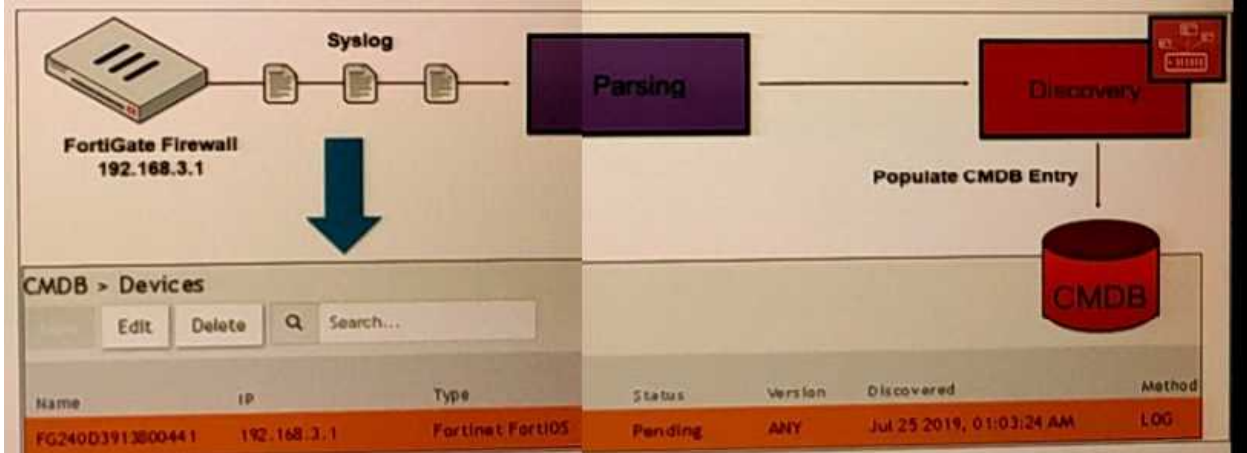 Syslog
Parsing
Discovery
FortiGate Firewall
192.168.3.1
Populate CMDB Entry
CMDB
CMDB > Devices
Edit Delete Search...
Name IP Type Status Version Discovered Method
FG240D3913800441 192.168.3.1 Fortinet FortiOS Pending ANY Jul 25 2019, 01:03:24 AM LOG